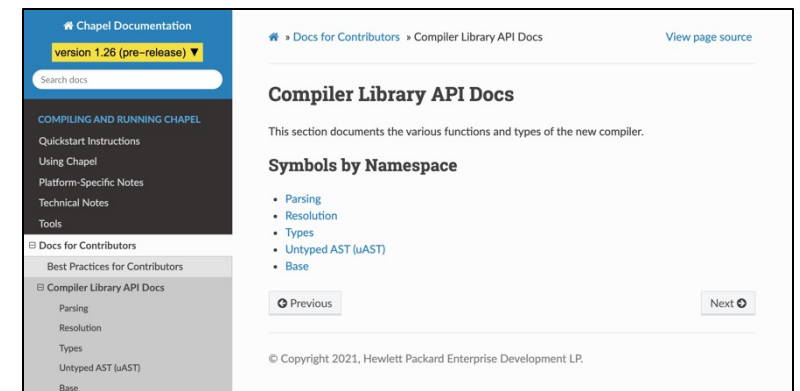 Chapel Documentation
version 1.26 (pre-release) ▼
Search docs
COMPILING AND RUNNING CHAPEL
Quickstart Instructions
Using Chapel
Platform-Specific Notes
Technical Notes
Tools
Docs for Contributors
Best Practices for Contributors
Compiler Library API Docs
Parsing
Resolution
Types
Untyped AST (uAST)
Base
» Docs for Contributors » Compiler Library API Docs
View page source
Compiler Library API Docs
This section documents the various functions and types of the new compiler.
Symbols by Namespace
• Parsing
• Resolution
• Types
• Untyped AST (uAST)
• Base
Previous
Next
© Copyright 2021, Hewlett Packard Enterprise Development LP.